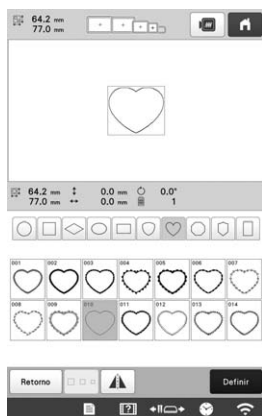 64.2 mm
77.0 mm
64.2 mm 0.0 mm 0.0°
77.0 mm 0.0 mm 1
001 002 003 004 005 006 007
008 009 010 011 012 013 014
Retorno Definir